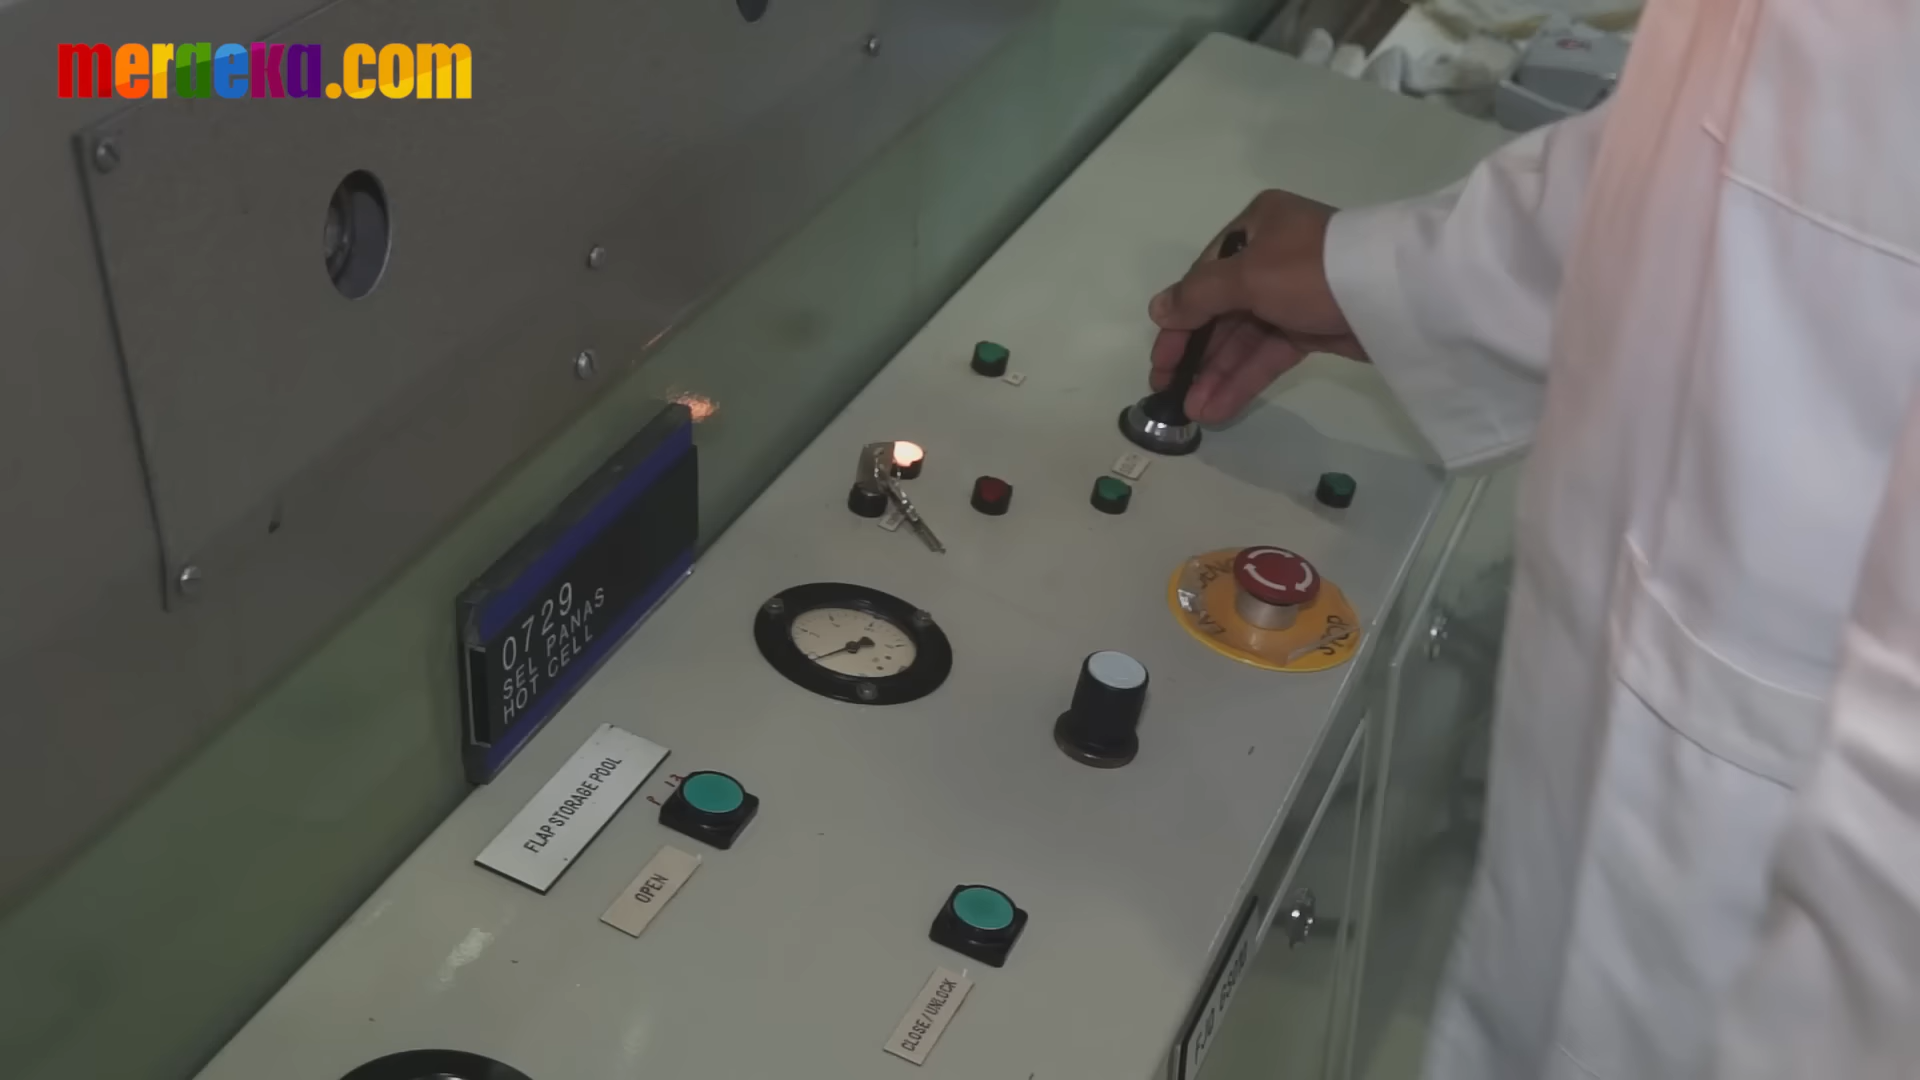 merdeka.com
0729
SEL PANAS
HOT CELL
FLAP STORAGE POOL
OPEN
CLOSE/UNLOCK
STOP